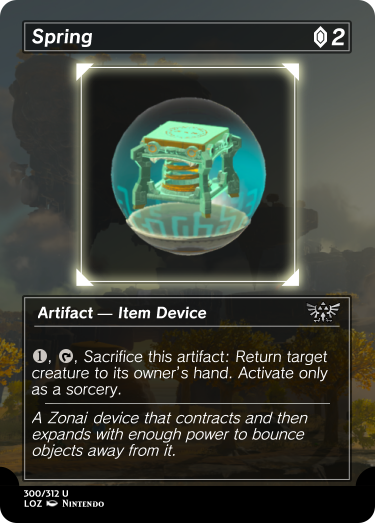 Spring 2
Artifact — Item Device
1, T, Sacrifice this artifact: Return target
creature to its owner's hand. Activate only
as a sorcery.
A Zonai device that contracts and then
expands with enough power to bounce
objects away from it.
300/312 U
LOZ Nintendo